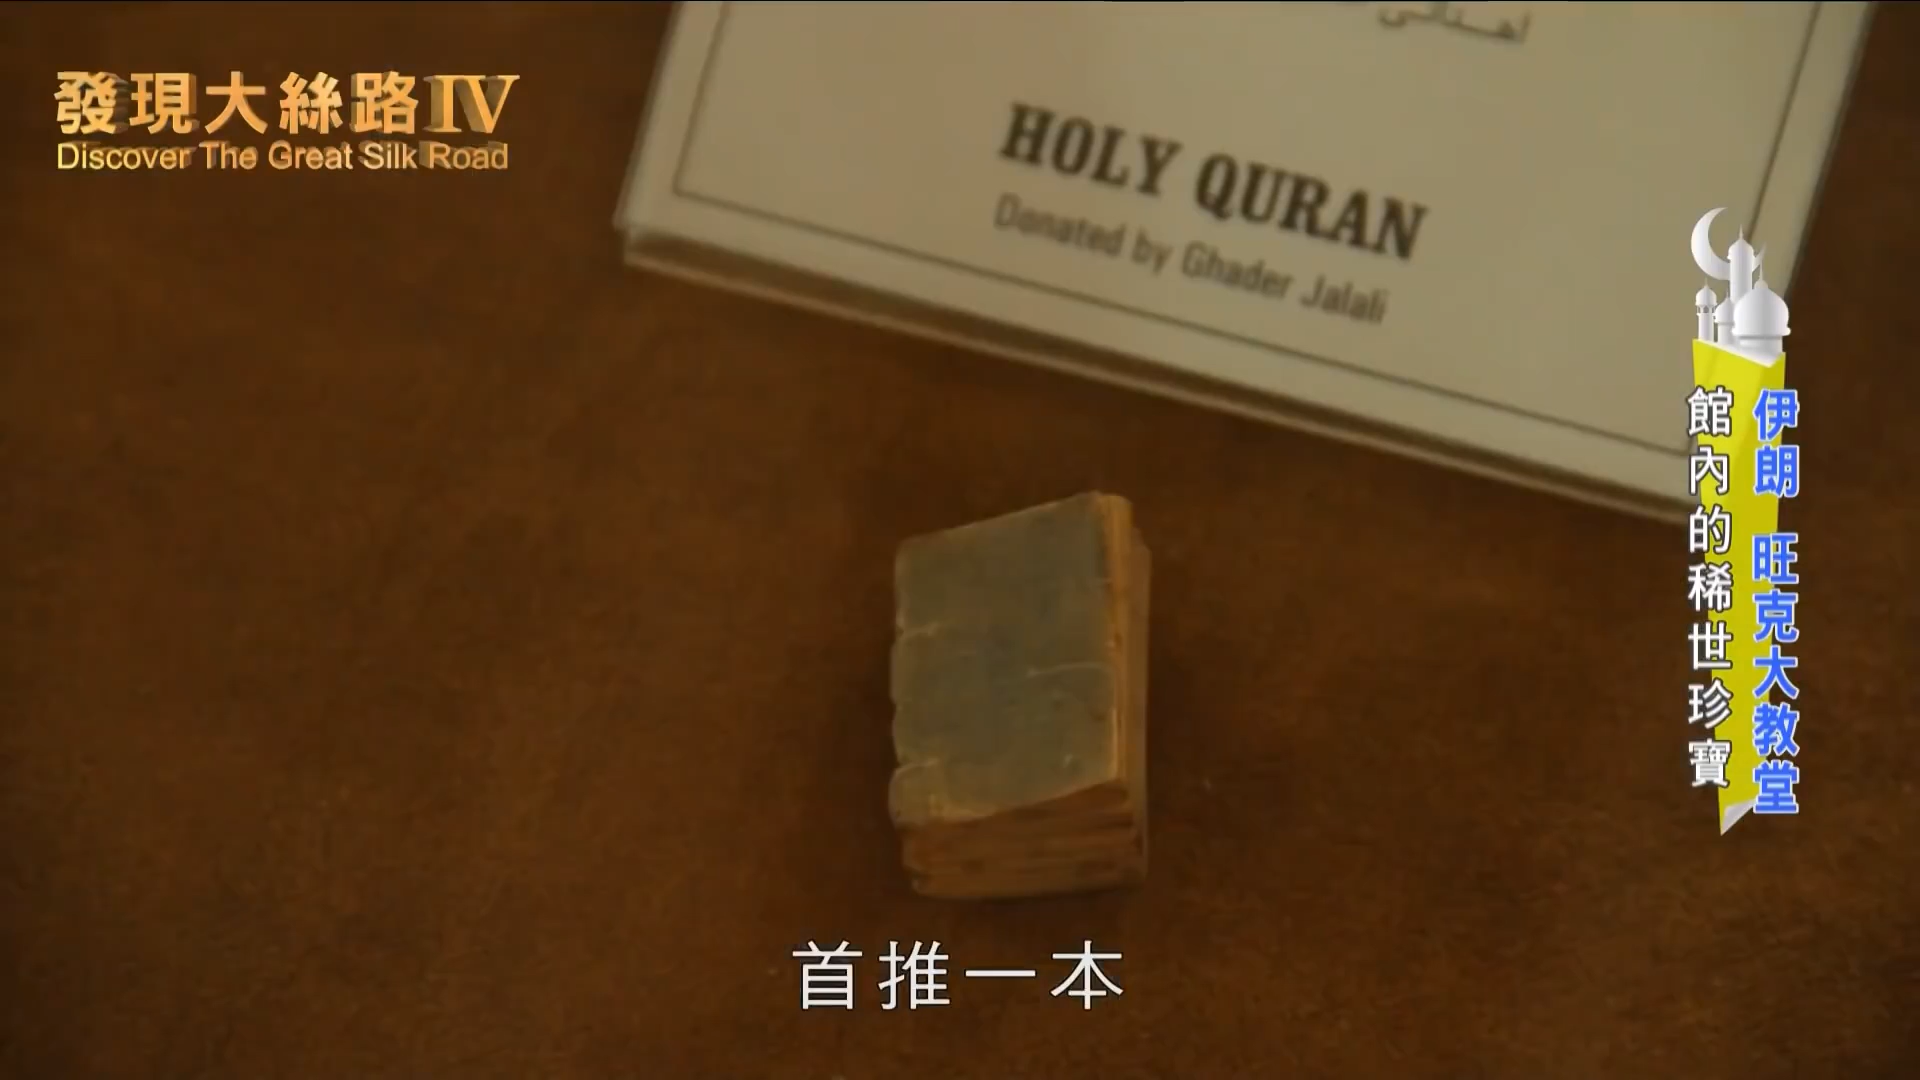 發現大絲路IV
Discover The Great Silk Road
HOLY QURAN
Donated by Ghader Jalali
伊朗 旺克大教堂
館內的稀世珍寶
首推一本